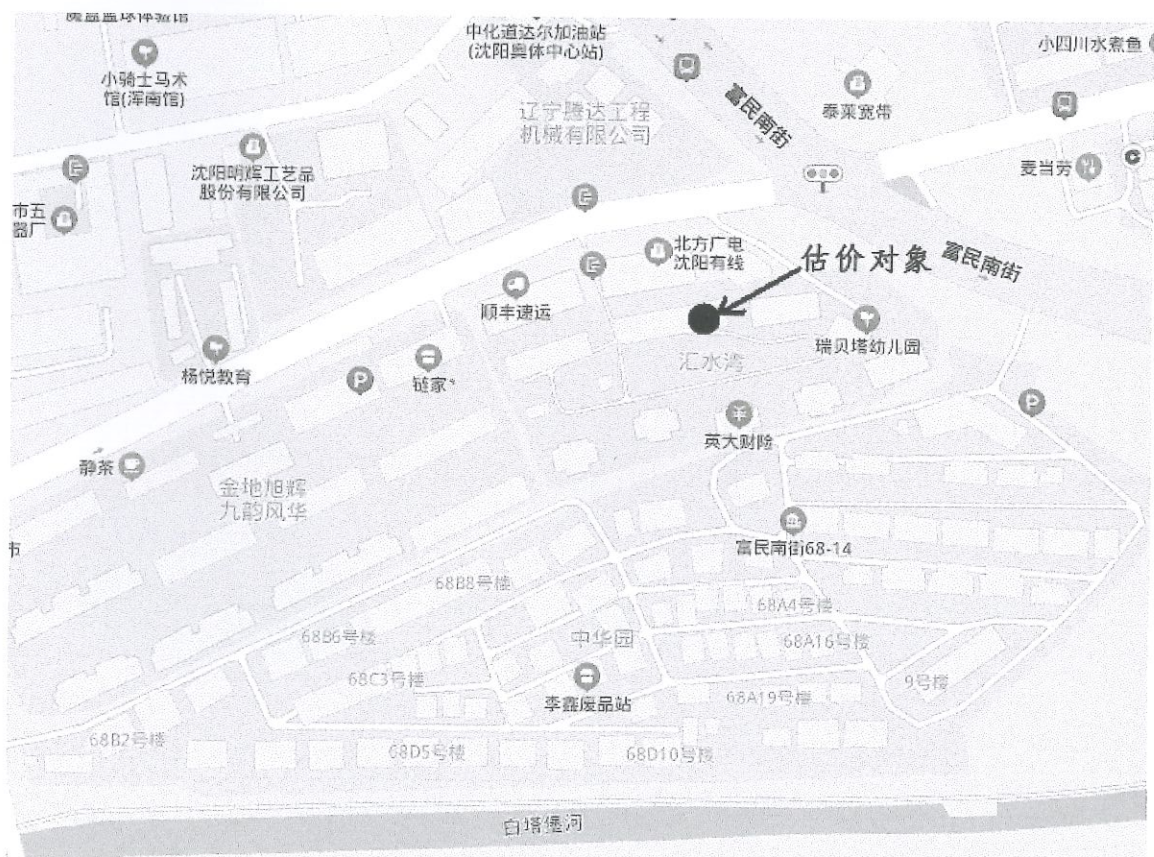 魔盒篮球体验馆
中化道达尔加油站
(沈阳奥体中心站)
小四川水煮鱼
小骑士马术
馆(浑南馆)
富民南街
泰莱宽带
辽宁腾达工程
机械有限公司
沈阳明辉工艺品
股份有限公司
麦当劳
市五
器厂
北方广电
沈阳有线
估价对象
富民南街
顺丰速运
瑞贝塔幼儿园
汇水湾
杨悦教育
P
链家*
P
英大财险
静茶
金地旭辉
九韵风华
市
富民南街68-14
68B8号楼
68A4号楼
68B6号楼
中华园
68A16号楼
68C3号楼
9号楼
李鑫废品站
68A19号楼
68B2号楼
68D5号楼
68D10号楼
白塔堡河